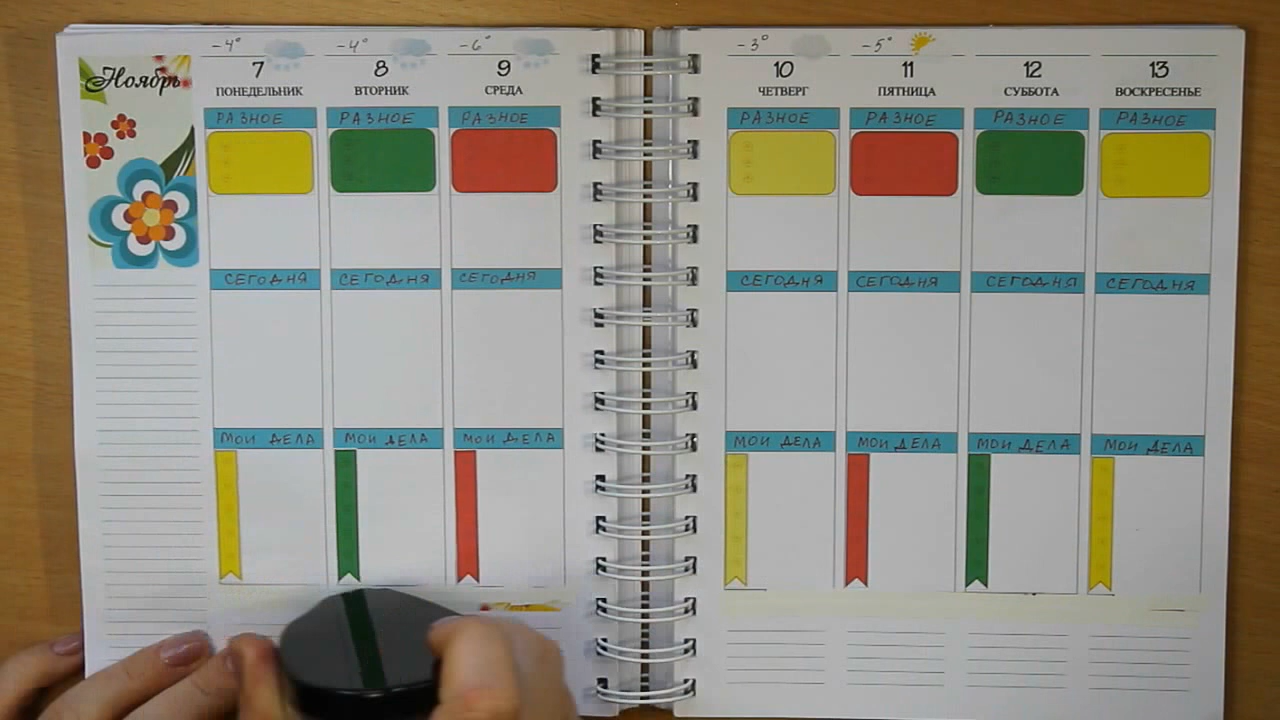 -4° -4° -6° -3° -5°
Ноябрь 7 8 9 10 11 12 13
ПОНЕДЕЛЬНИК ВТОРНИК СРЕДА ЧЕТВЕРГ ПЯТНИЦА СУББОТА ВОСКРЕСЕНЬЕ
РАЗНОЕ РАЗНОЕ РАЗНОЕ РАЗНОЕ РАЗНОЕ РАЗНОЕ РАЗНОЕ
СЕГОДНЯ СЕГОДНЯ СЕГОДНЯ СЕГОДНЯ СЕГОДНЯ СЕГОДНЯ СЕГОДНЯ
МОИ ДЕЛА МОИ ДЕЛА МОИ ДЕЛА МОИ ДЕЛА МОИ ДЕЛА МОИ ДЕЛА МОИ ДЕЛА